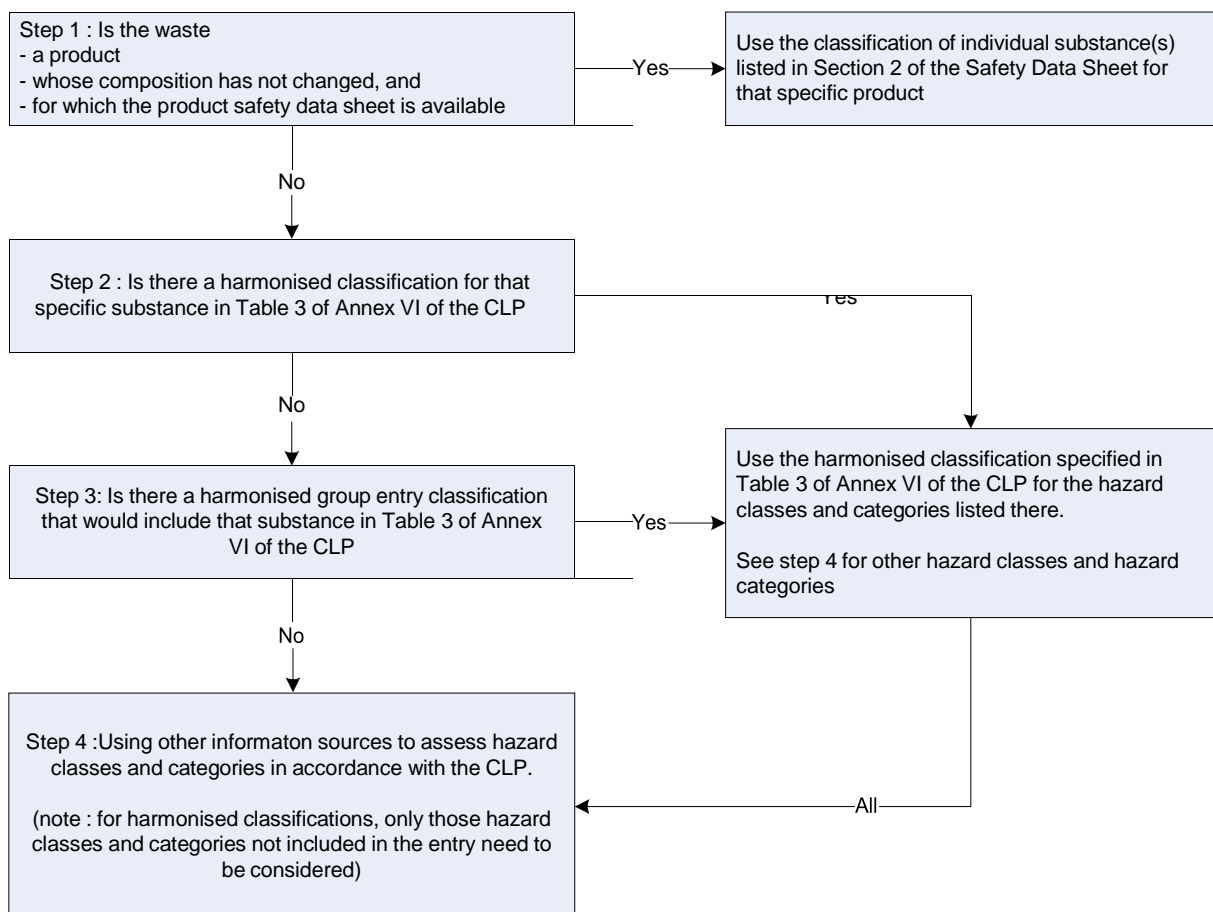 Step 1 : Is the waste
- a product
- whose composition has not changed, and
- for which the product safety data sheet is available
Yes
Use the classification of individual substance(s)
listed in Section 2 of the Safety Data Sheet for
that specific product
No
Step 2 : Is there a harmonised classification for that
specific substance in Table 3 of Annex VI of the CLP
Yes
No
Step 3: Is there a harmonised group entry classification
that would include that substance in Table 3 of Annex
VI of the CLP
Yes
Use the harmonised classification specified in
Table 3 of Annex VI of the CLP for the hazard
classes and categories listed there.
See step 4 for other hazard classes and hazard
categories
No
Step 4 :Using other informaton sources to assess hazard
classes and categories in accordance with the CLP.
(note : for harmonised classifications, only those hazard
classes and categories not included in the entry need to
be considered)
All